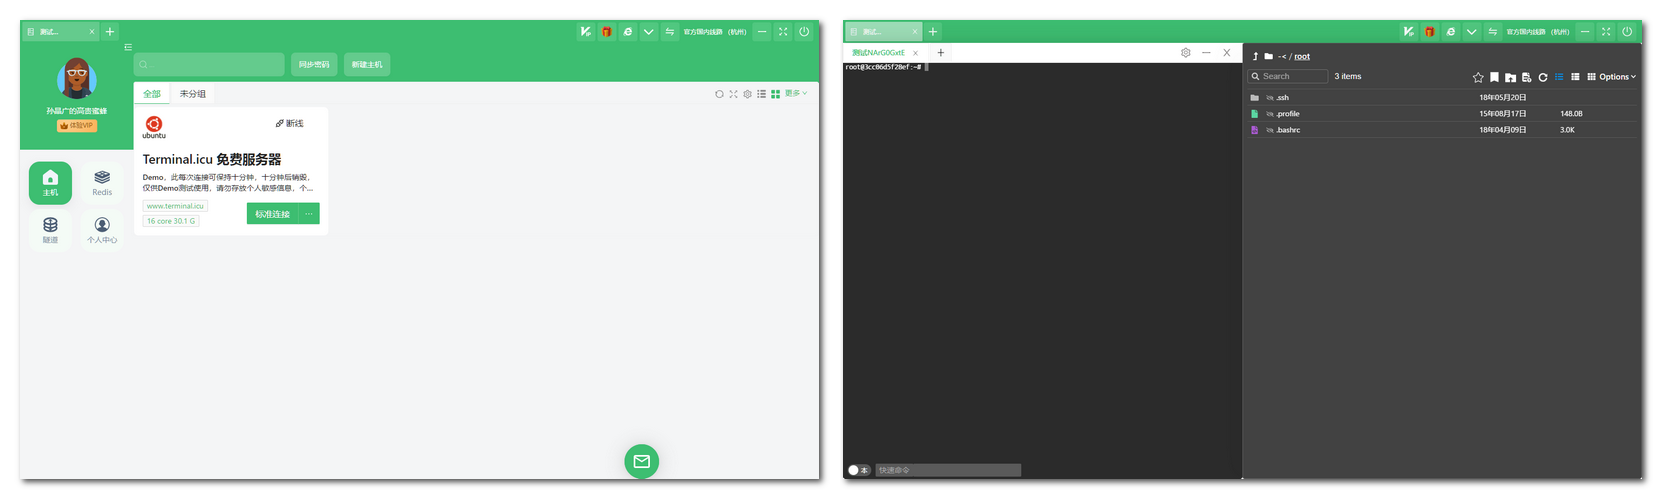 测试...
官方国内线路 (杭州)
同步密码
新建主机
孙晶广的简贵蜜蜂
体验VIP
全部
未分组
更多
主机
Redis
隧道
个人中心
ubuntu
断线
Terminal.icu 免费服务器
Demo，此每次连接可保持十分钟，十分钟后销毁，
仅供Demo测试使用，请勿存放个人敏感信息，个...
www.terminal.icu
16 core 30.1 G
标准连接
...
测试...
官方国内线路 (杭州)
测试NArG0GxtE
root@3cc06d5f28ef:~#
本
快速命令
-< / root
Search
3 items
Options
.ssh 18年05月20日
.profile 15年08月17日 148.0B
.bashrc 18年04月09日 3.0K